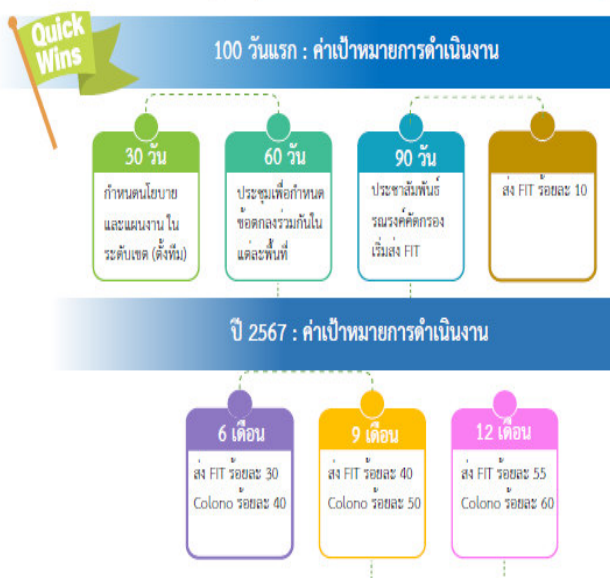 Quick
Wins
100 วันแรก : ค่าเป้าหมายการดำเนินงาน
30 วัน
กำหนดนโยบาย
และแผนงาน ใน
ระดับเขต (ตั้งทีม)
60 วัน
ประชุมเพื่อกำหนด
ข้อตกลงร่วมกันใน
แต่ละพื้นที่
90 วัน
ประชาสัมพันธ์
รณรงค์คัดกรอง
เริ่มส่ง FIT
ส่ง FIT ร้อยละ 10
ปี 2567 : ค่าเป้าหมายการดำเนินงาน
6 เดือน
ส่ง FIT ร้อยละ 30
Colono ร้อยละ 40
9 เดือน
ส่ง FIT ร้อยละ 40
Colono ร้อยละ 50
12 เดือน
ส่ง FIT ร้อยละ 55
Colono ร้อยละ 60